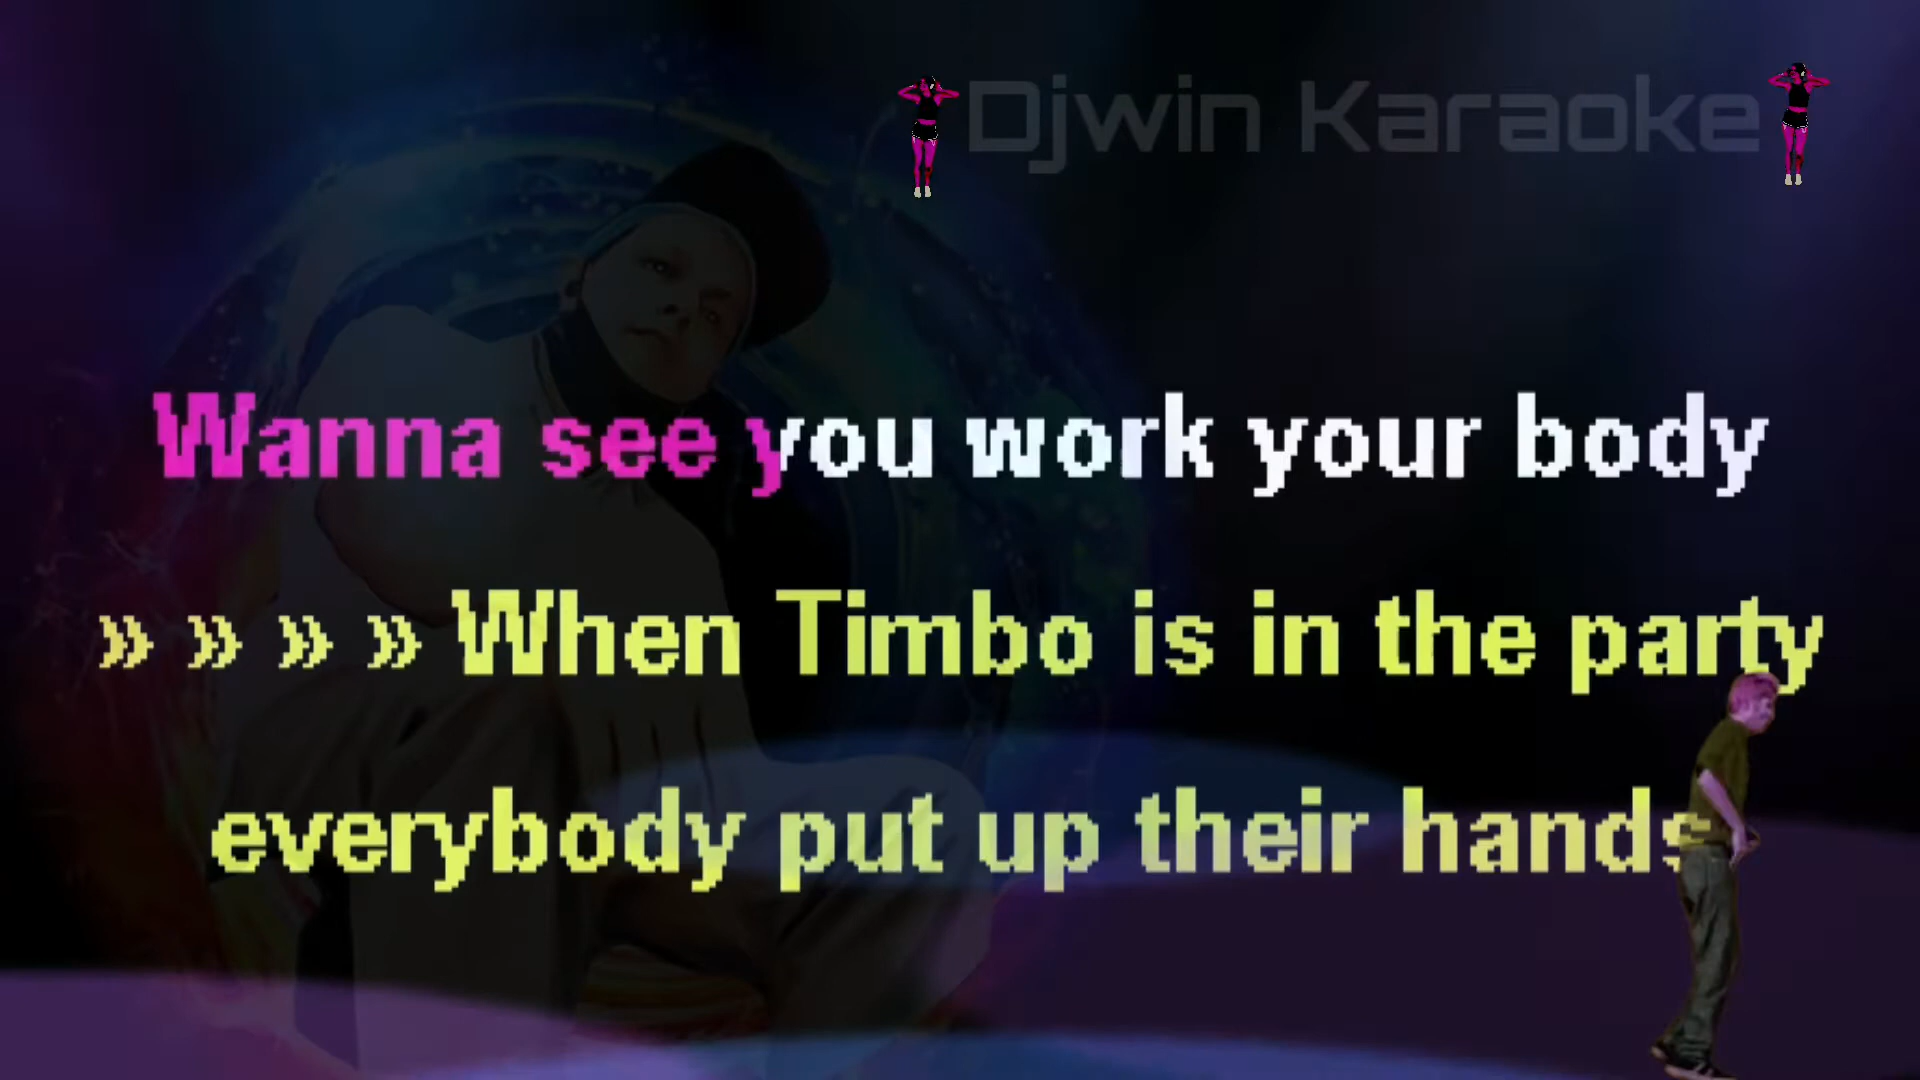 Djwin Karaoke
Wanna see you work your body
» » » » When Timbo is in the party
everybody put up their hands